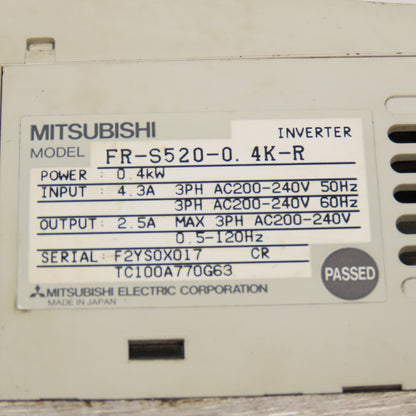 MITSUBISHI INVERTER
MODEL FR-S520-0.4K-R
POWER : 0.4kW
INPUT : 4.3A 3PH AC200-240V 50Hz
3PH AC200-240V 60Hz
OUTPUT: 2.5A MAX 3PH AC200-240V
0.5-120Hz
SERIAL: F2YS0X017 CR
TC100A770G63
PASSED
MITSUBISHI ELECTRIC CORPORATION
MADE IN JAPAN